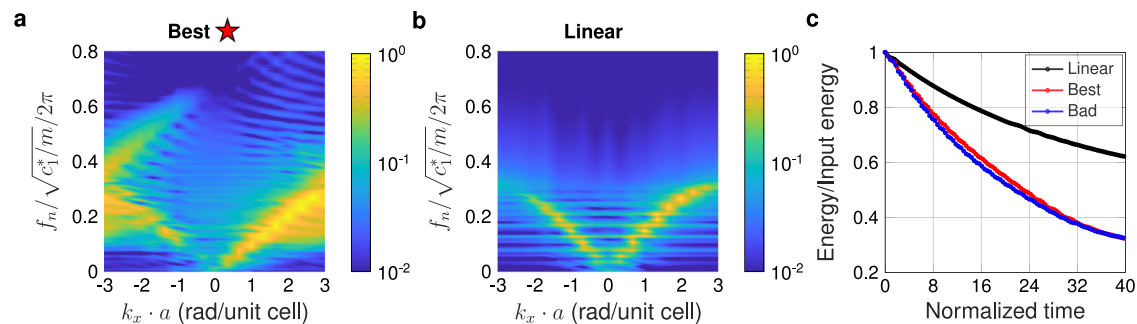 a
Best
f_n/√(c_1^*/m)/2π
0.8
0.6
0.4
0.2
0
-3 -2 -1 0 1 2 3
k_x · a (rad/unit cell)
10^0
10^-1
10^-2
b
Linear
f_n/√(c_1^*/m)/2π
0.8
0.6
0.4
0.2
0
-3 -2 -1 0 1 2 3
k_x · a (rad/unit cell)
10^0
10^-1
10^-2
c
Energy/Input energy
1
0.8
0.6
0.4
0.2
Linear
Best
Bad
0 8 16 24 32 40
Normalized time